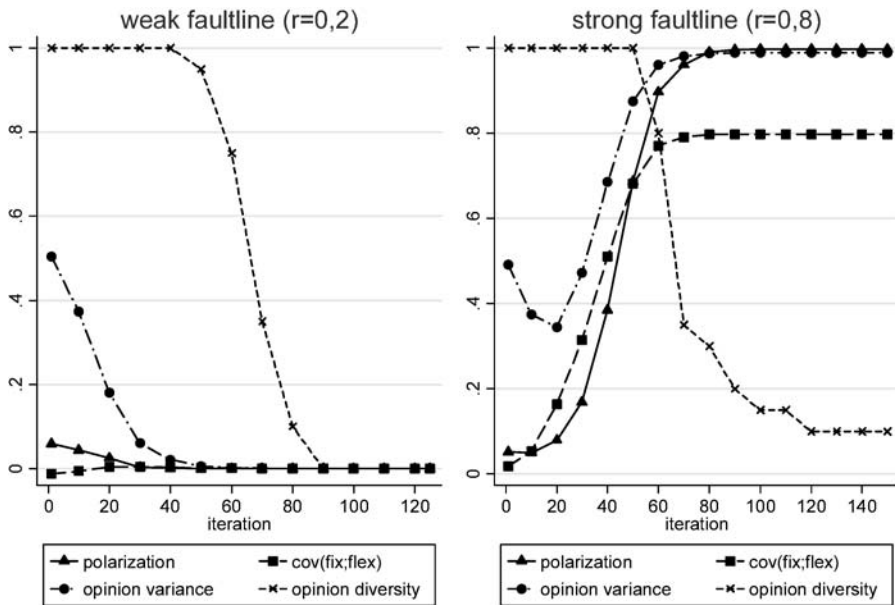 weak faultline (r=0,2)
1
.8
.6
.4
.2
0
0 20 40 60 80 100 120
iteration
polarization cov(fix;flex)
opinion variance opinion diversity
strong faultline (r=0,8)
1
.8
.6
.4
.2
0
0 20 40 60 80 100 120 140
iteration
polarization cov(fix;flex)
opinion variance opinion diversity